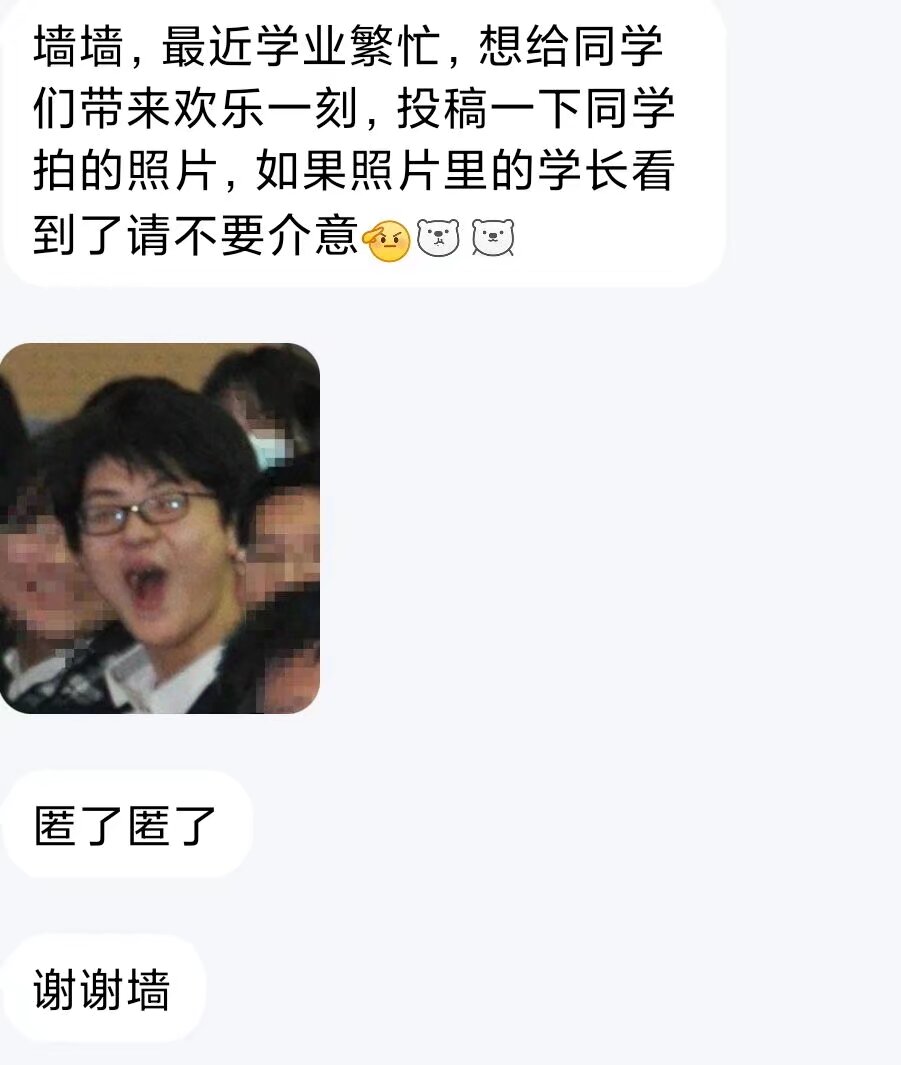 墙墙，最近学业繁忙，想给同学
们带来欢乐一刻，投稿一下同学
拍的照片，如果照片里的学长看
到了请不要介意
匿了匿了
谢谢墙